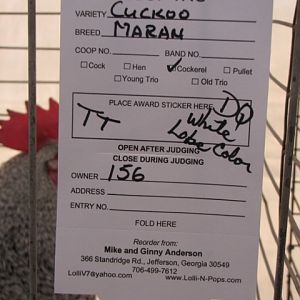 VARIETY CUCKOO
BREED MARAN
COOP NO. BAND NO.
Cock Hen ✓ Cockerel Pullet
Young Trio Old Trio
PLACE AWARD STICKER HERE
DQ
TT
White
Lobe Color
OPEN AFTER JUDGING
CLOSE DURING JUDGING
OWNER 156
ADDRESS
ENTRY NO.
FOLD HERE
Reorder from:
Mike and Ginny Anderson
366 Standridge Rd., Jefferson, Georgia 30549
706-499-7612
LolliV7@yahoo.com www.Lolli-N-Pops.com